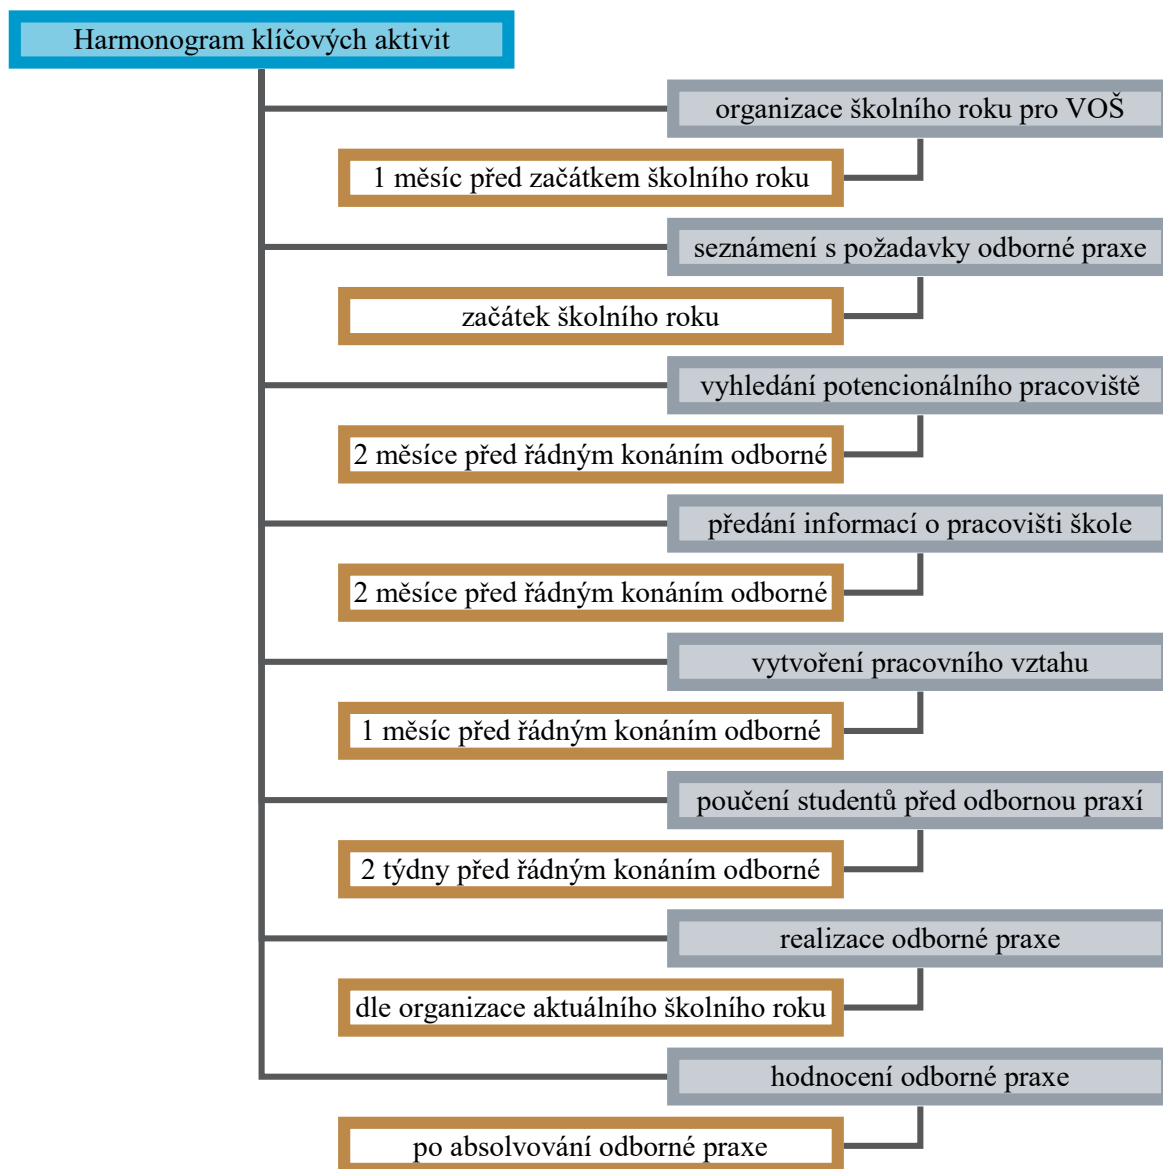 Harmonogram klíčových aktivit
organizace školního roku pro VOŠ
1 měsíc před začátkem školního roku
seznámení s požadavky odborné praxe
začátek školního roku
vyhledání potencionálního pracoviště
2 měsíce před řádným konáním odborné
předání informací o pracovišti škole
2 měsíce před řádným konáním odborné
vytvoření pracovního vztahu
1 měsíc před řádným konáním odborné
poučení studentů před odbornou praxí
2 týdny před řádným konáním odborné
realizace odborné praxe
dle organizace aktuálního školního roku
hodnocení odborné praxe
po absolvování odborné praxe